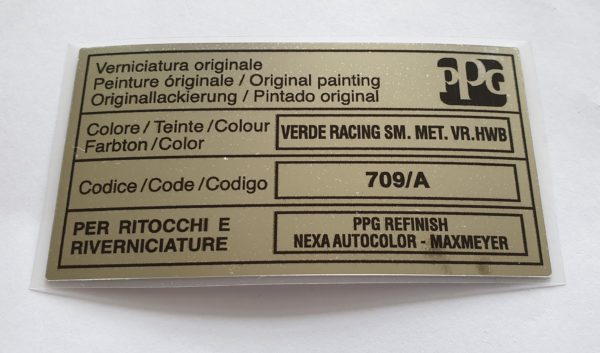 Verniciatura originale
Peinture óriginale / Original painting
Originallackierung / Pintado original
PPG
Colore / Teinte / Colour
Farbton / Color
VERDE RACING SM. MET. VR.HWB
Codice / Code / Codigo
709/A
PER RITOCCHI E
RIVERNICIATURE
PPG REFINISH
NEXA AUTOCOLOR - MAXMEYER